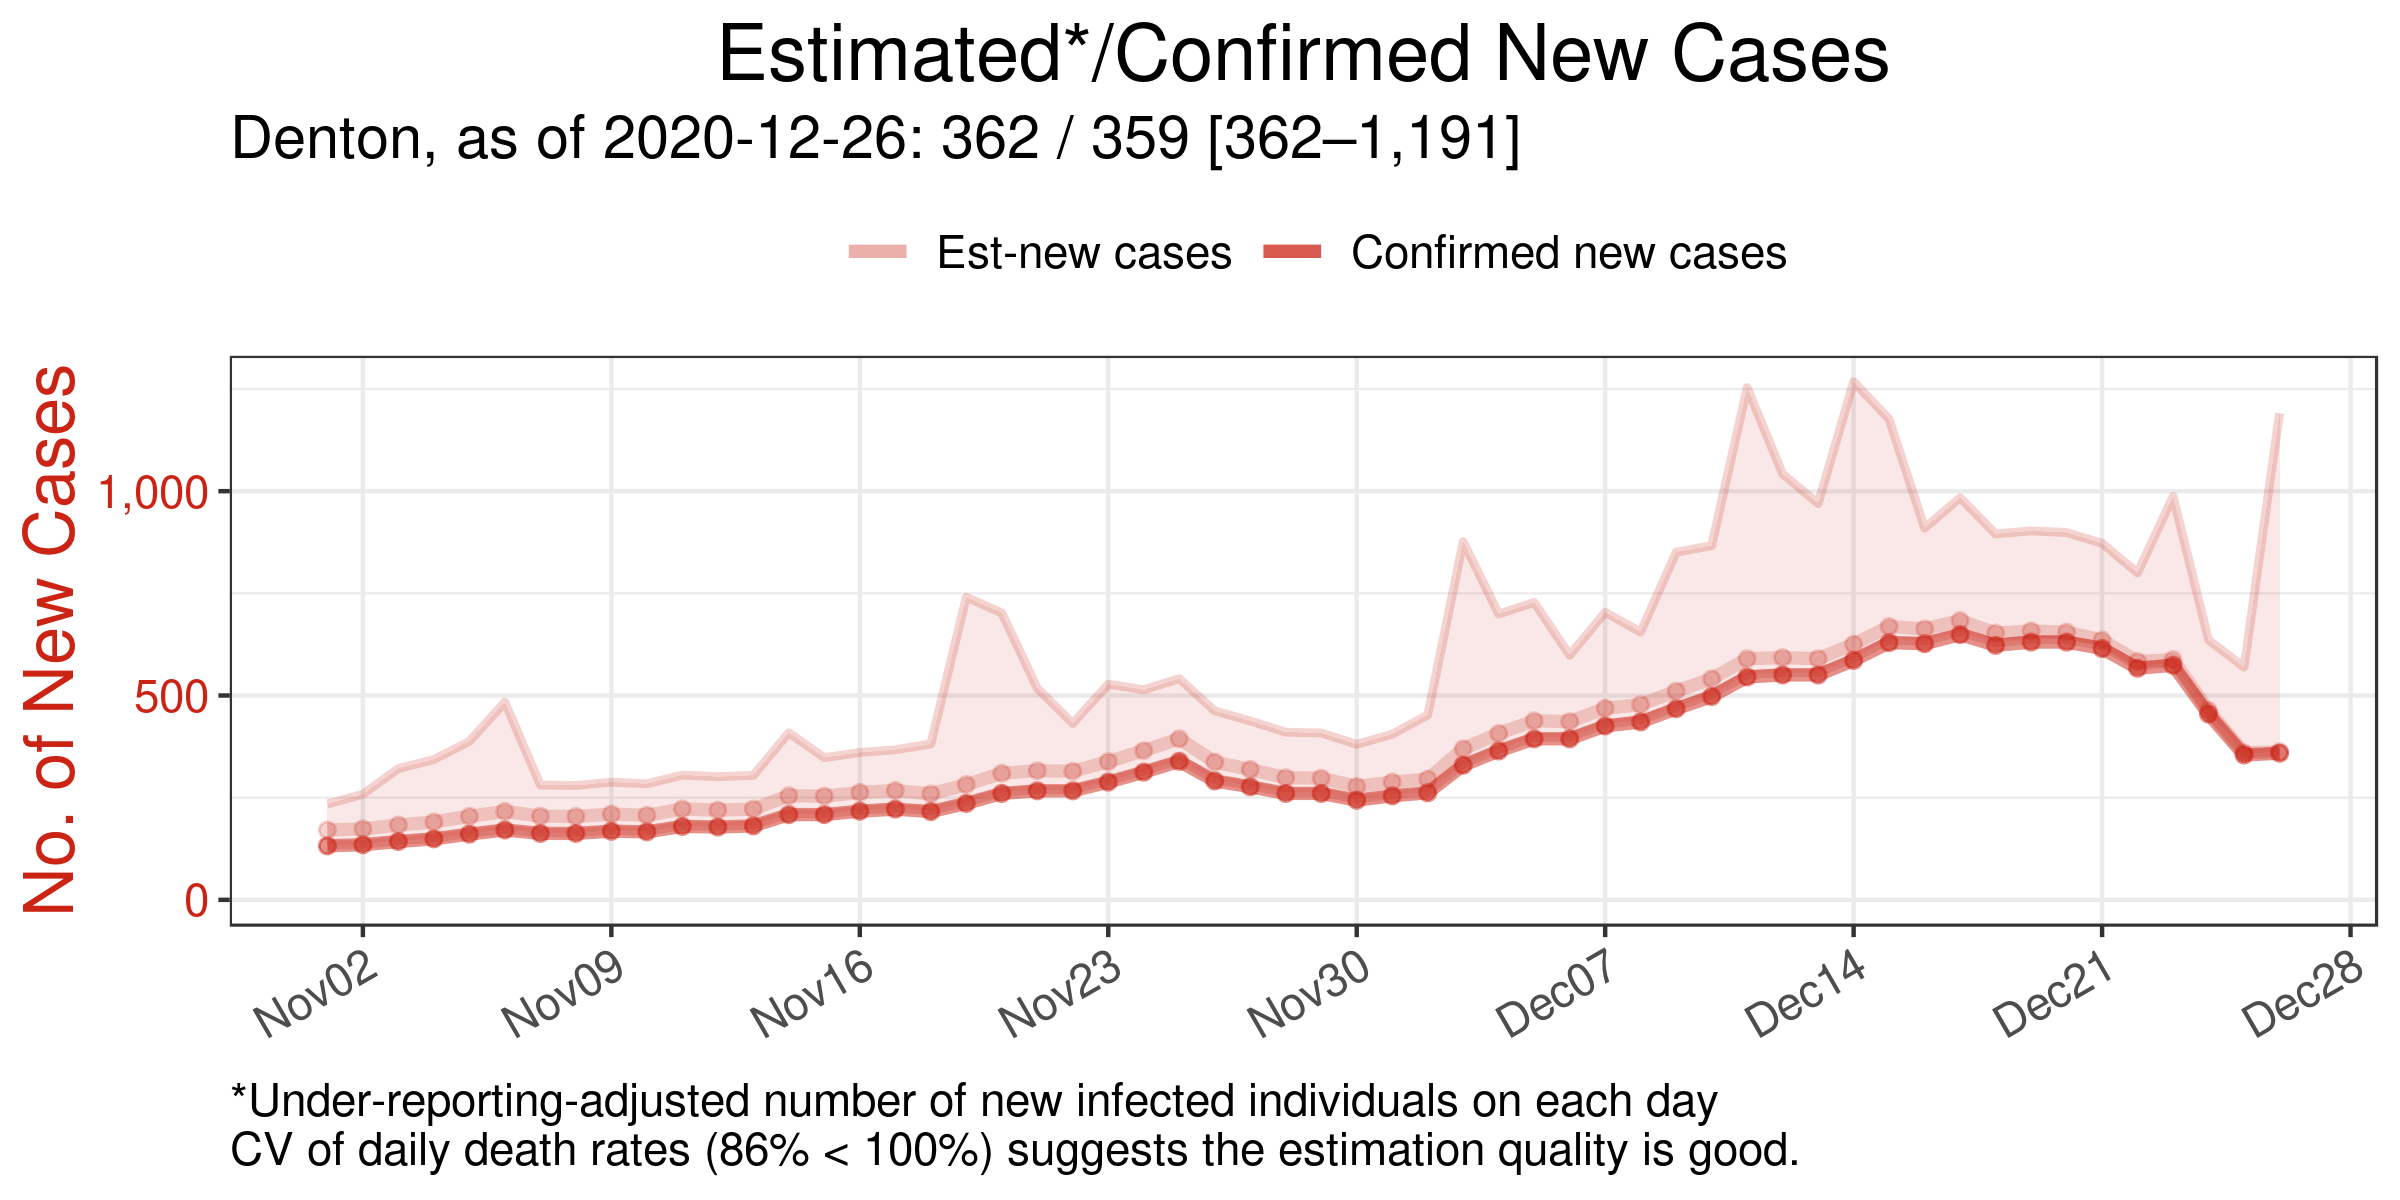 Estimated*/Confirmed New Cases
Denton, as of 2020-12-26: 362 / 359 [362–1,191]
Est-new cases
Confirmed new cases
No. of New Cases
1,000
500
0
Nov02
Nov09
Nov16
Nov23
Nov30
Dec07
Dec14
Dec21
Dec28
*Under-reporting-adjusted number of new infected individuals on each day
CV of daily death rates (86% < 100%) suggests the estimation quality is good.